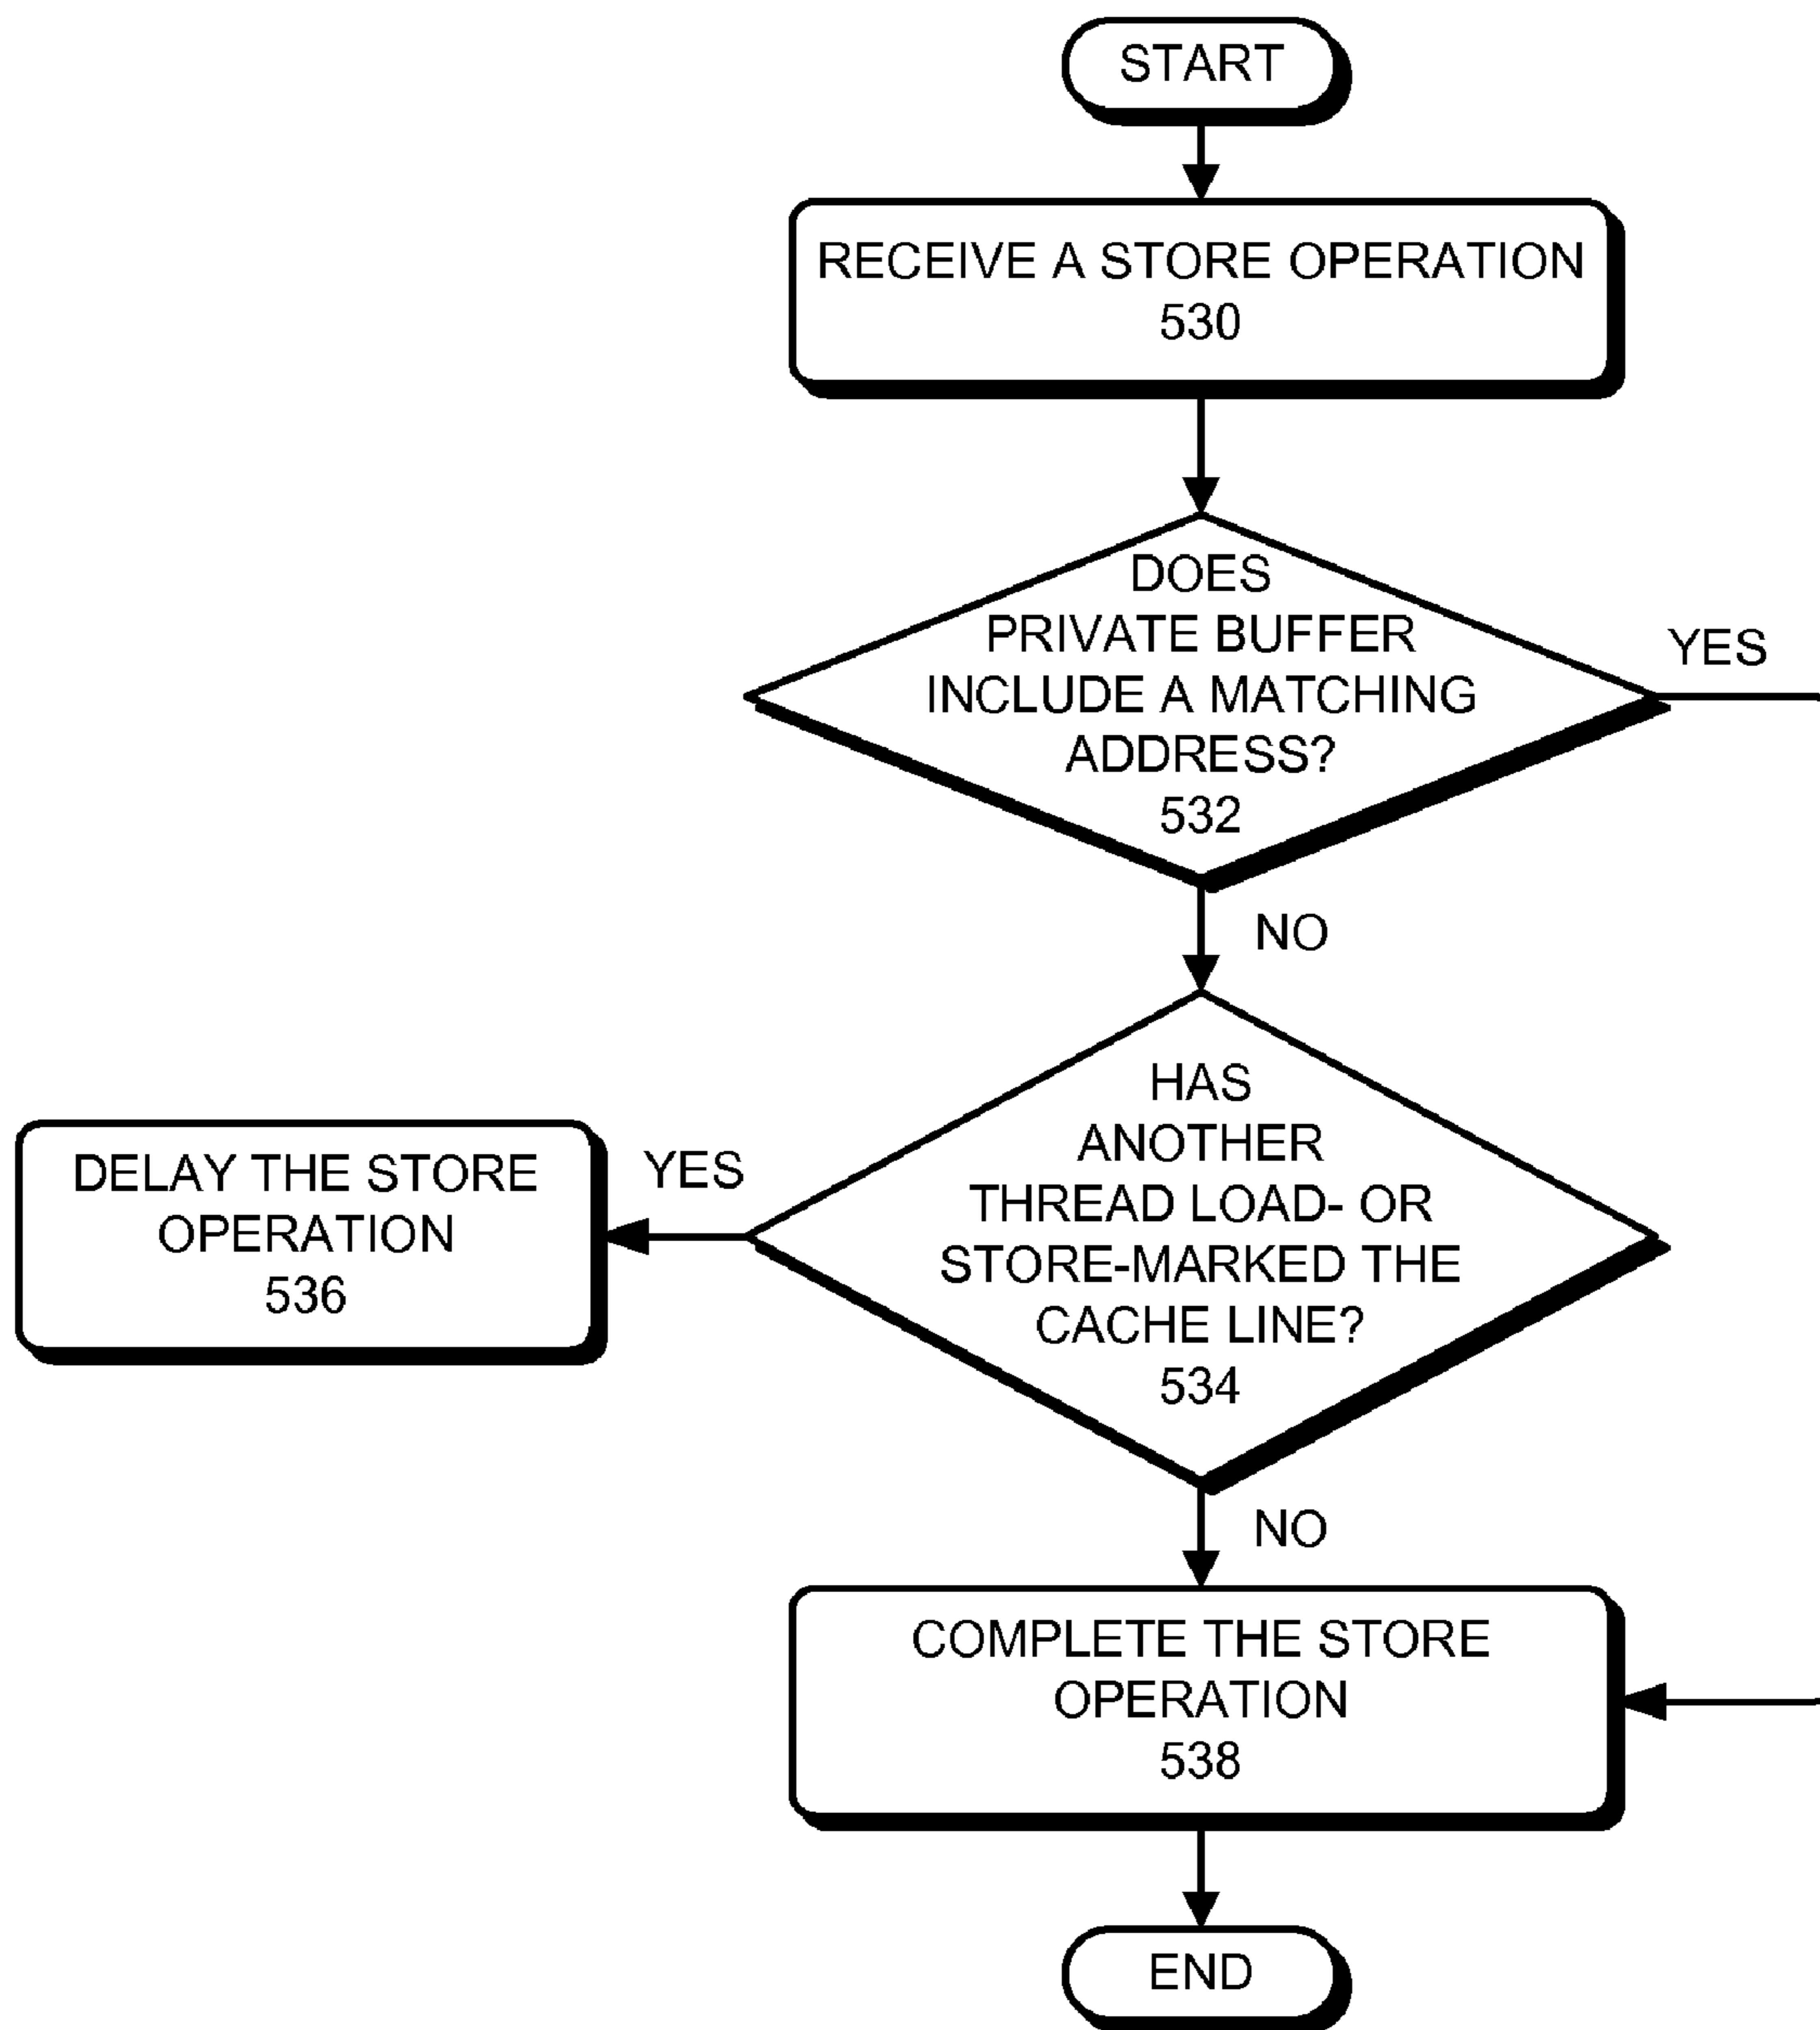 START
RECEIVE A STORE OPERATION
530
DOES
PRIVATE BUFFER
INCLUDE A MATCHING
ADDRESS?
532
YES
NO
HAS
ANOTHER
THREAD LOAD- OR
STORE-MARKED THE
CACHE LINE?
534
YES
DELAY THE STORE
OPERATION
536
NO
COMPLETE THE STORE
OPERATION
538
END